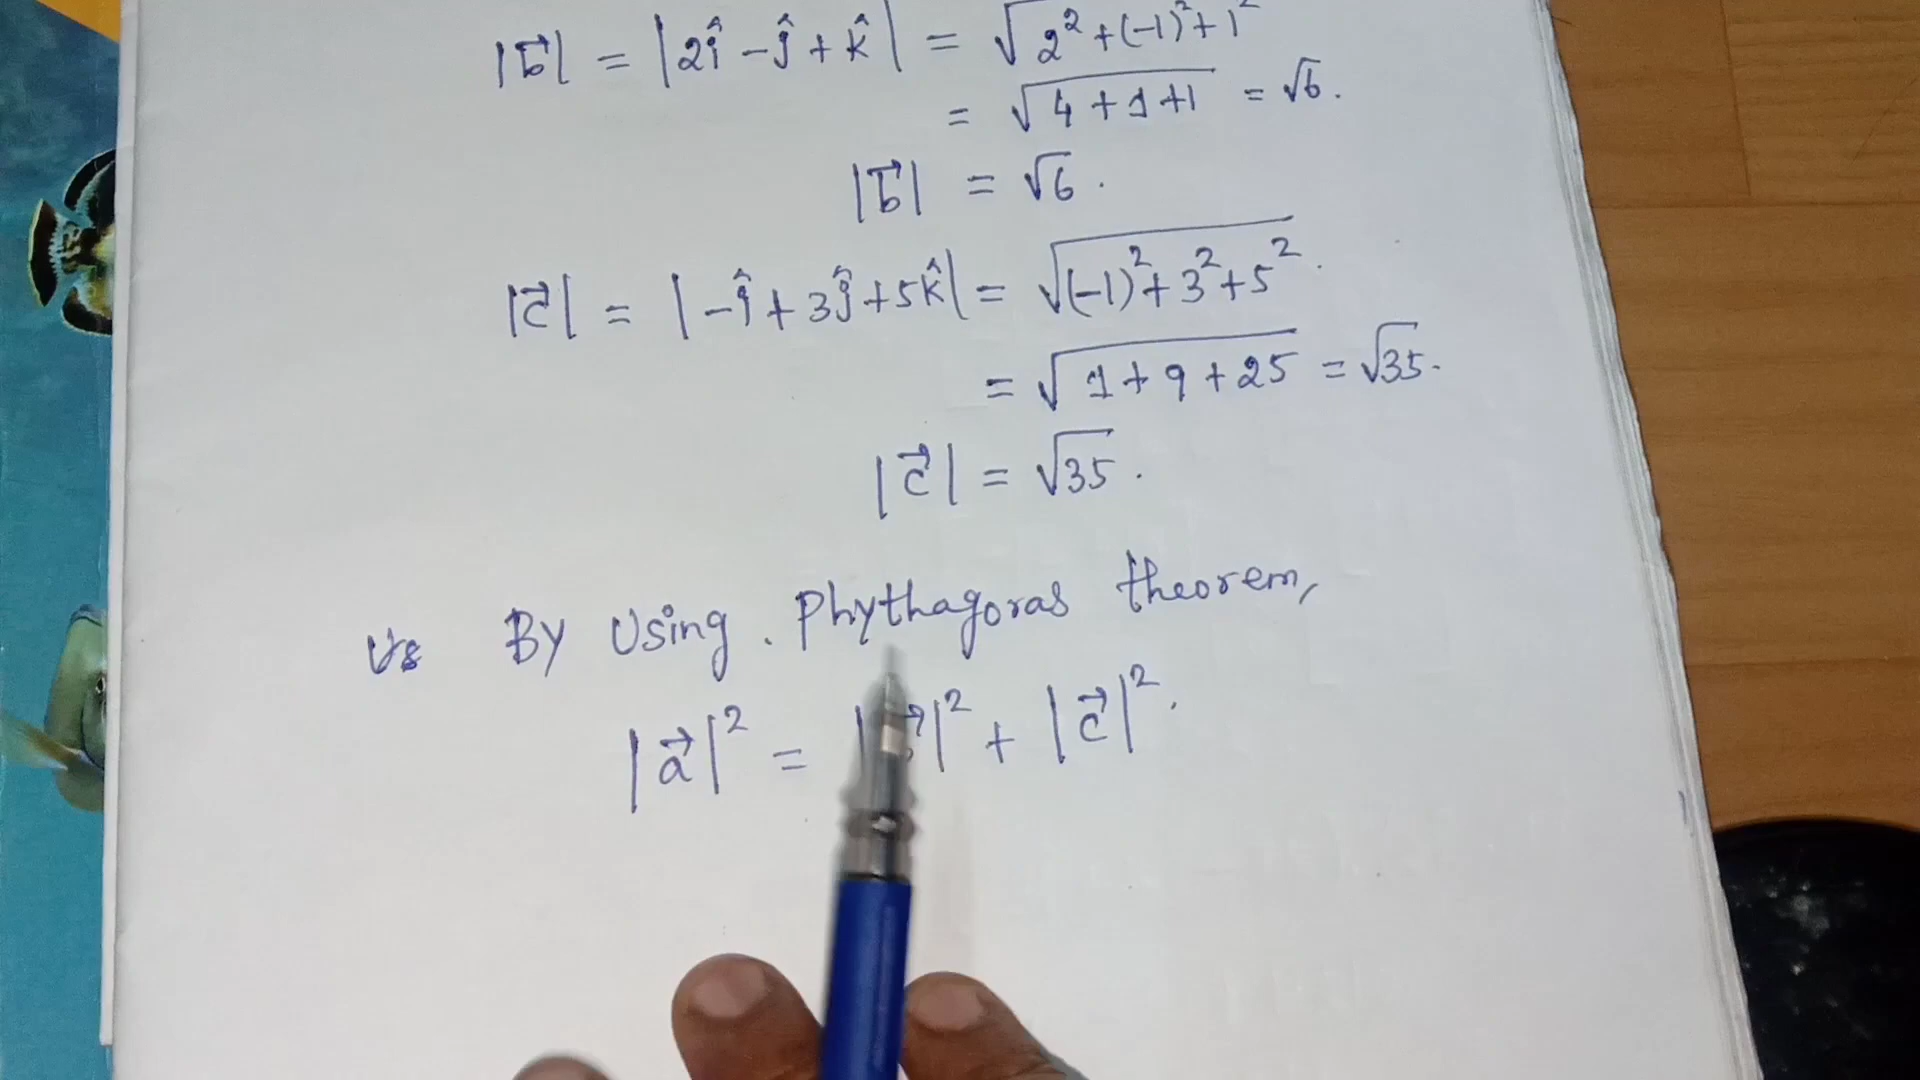 |b⃗| = |2î - ĵ + k̂| = √2² + (-1)² + 1²
= √4 + 1 + 1 = √6.
|b⃗| = √6.
|c⃗| = |-î + 3ĵ + 5k̂| = √(-1)² + 3² + 5².
= √1 + 9 + 25 = √35.
|c⃗| = √35.
By Using. Phythagoras theorem,
|a⃗|² = | |² + |c⃗|².